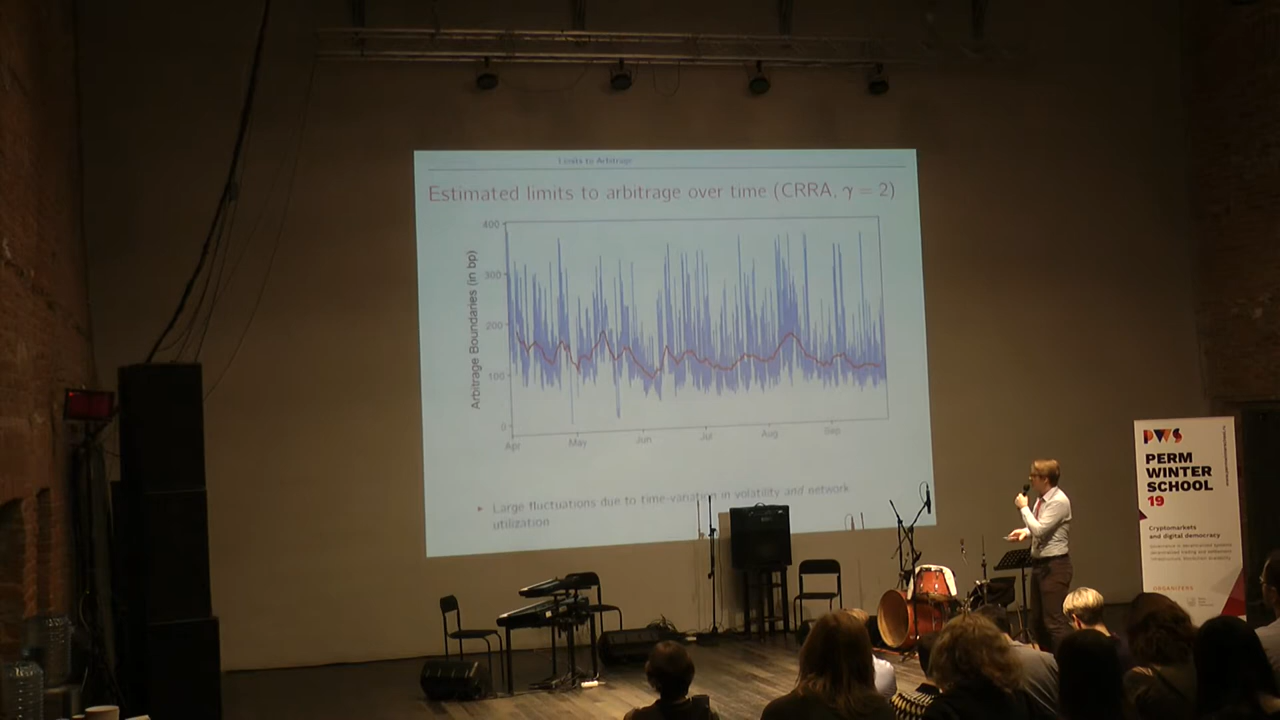 Limits to Arbitrage
Estimated limits to arbitrage over time (CRRA, γ = 2)
Arbitrage Boundaries (in bp)
400
300
200
100
0
Apr
May
Jun
Jul
Aug
Sep
Large fluctuations due to time-variation in volatility and network
utilization
PWS
PERM
WINTER
SCHOOL
19
Cryptomarkets
and digital democracy
ORGANIZERS